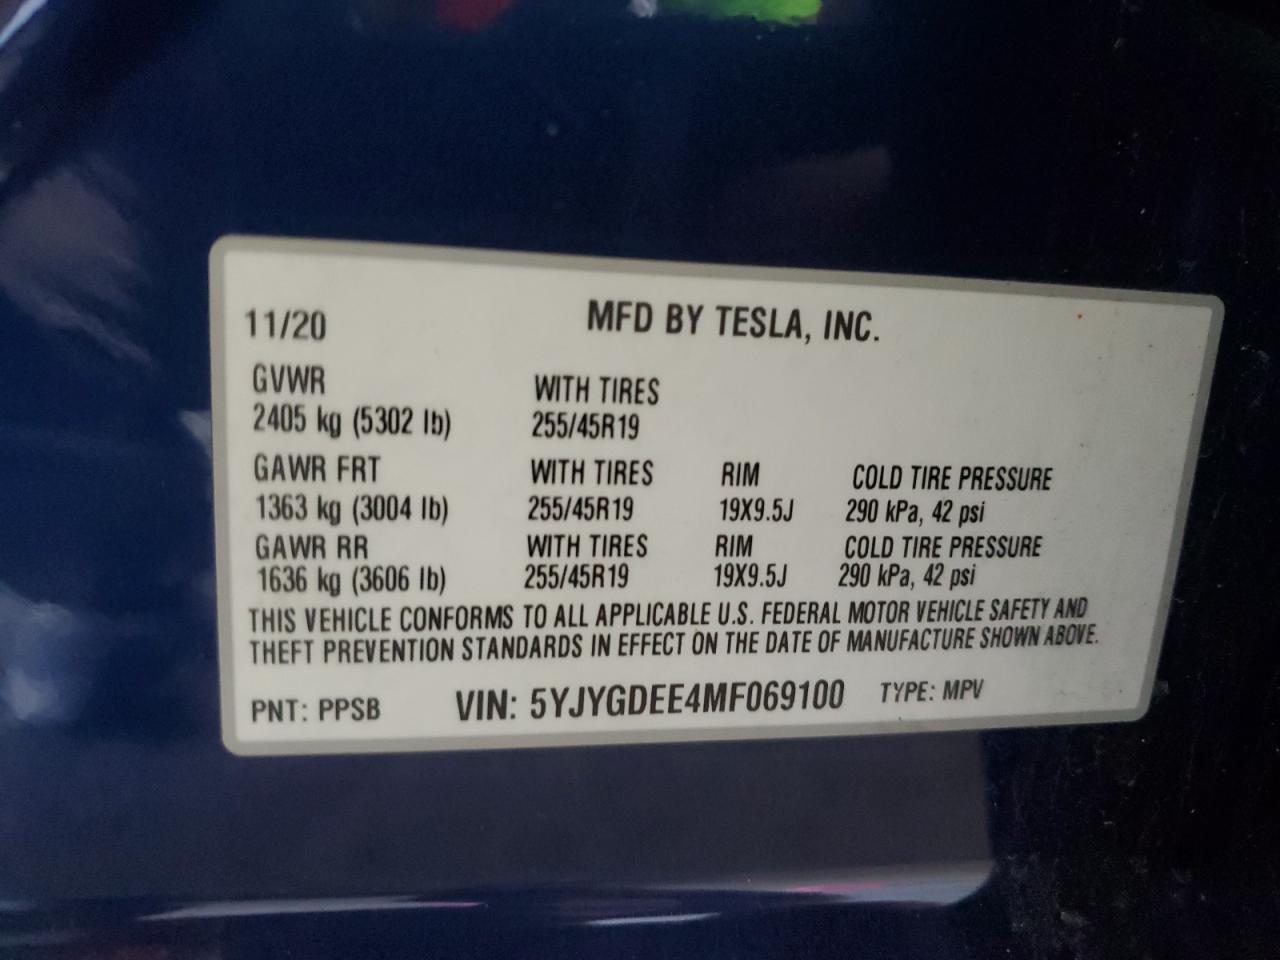 11/20 MFD BY TESLA, INC.
GVWR WITH TIRES
2405 kg (5302 lb) 255/45R19
GAWR FRT WITH TIRES RIM COLD TIRE PRESSURE
1363 kg (3004 lb) 255/45R19 19X9.5J 290 kPa, 42 psi
GAWR RR WITH TIRES RIM COLD TIRE PRESSURE
1636 kg (3606 lb) 255/45R19 19X9.5J 290 kPa, 42 psi
THIS VEHICLE CONFORMS TO ALL APPLICABLE U.S. FEDERAL MOTOR VEHICLE SAFETY AND
THEFT PREVENTION STANDARDS IN EFFECT ON THE DATE OF MANUFACTURE SHOWN ABOVE.
PNT: PPSB VIN: 5YJYGDEE4MF069100 TYPE: MPV